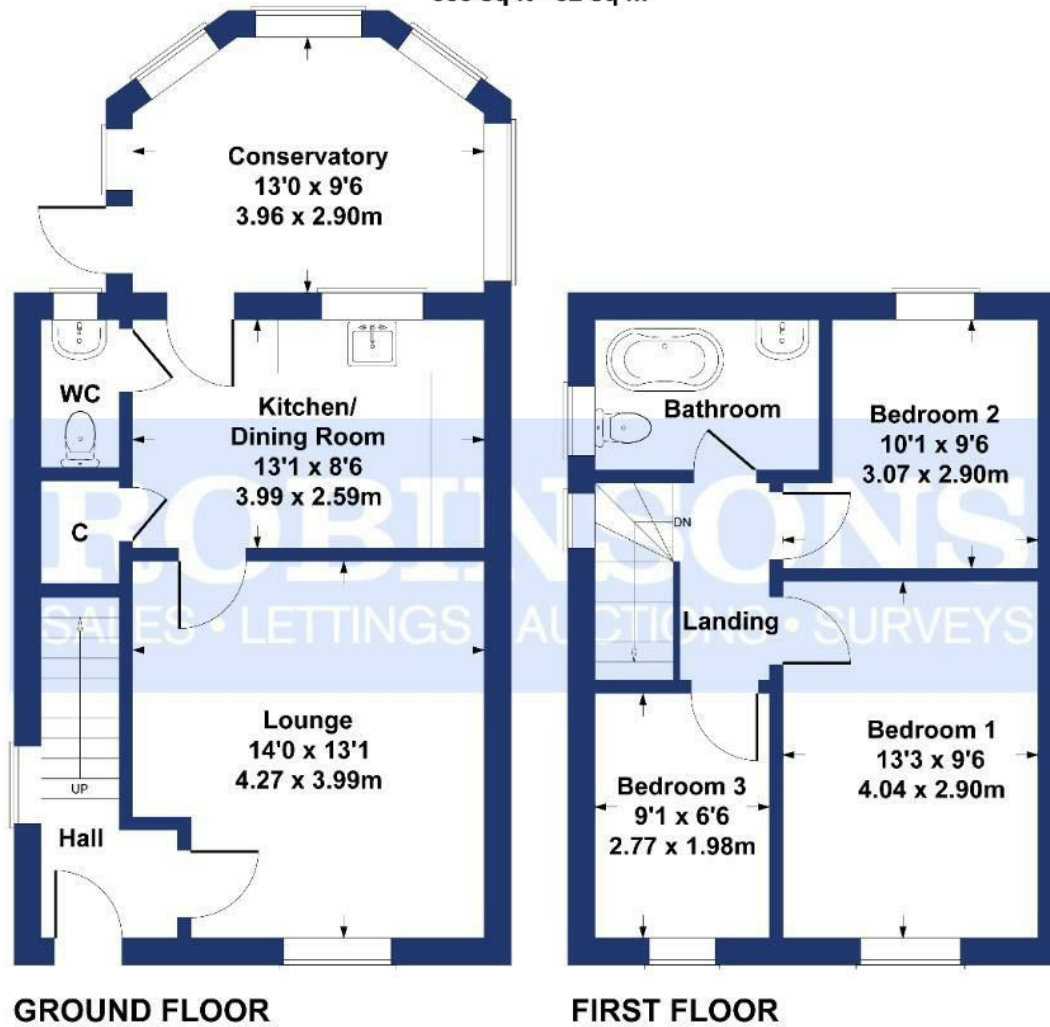 Conservatory
13'0 x 9'6
3.96 x 2.90m
WC
Kitchen/
Dining Room
13'1 x 8'6
3.99 x 2.59m
C
Lounge
14'0 x 13'1
4.27 x 3.99m
UP
Hall
GROUND FLOOR
Bathroom
Bedroom 2
10'1 x 9'6
3.07 x 2.90m
DN
Landing
Bedroom 1
13'3 x 9'6
4.04 x 2.90m
Bedroom 3
9'1 x 6'6
2.77 x 1.98m
FIRST FLOOR
ROBINSONS
SALES • LETTINGS AUCTIONS • SURVEYS